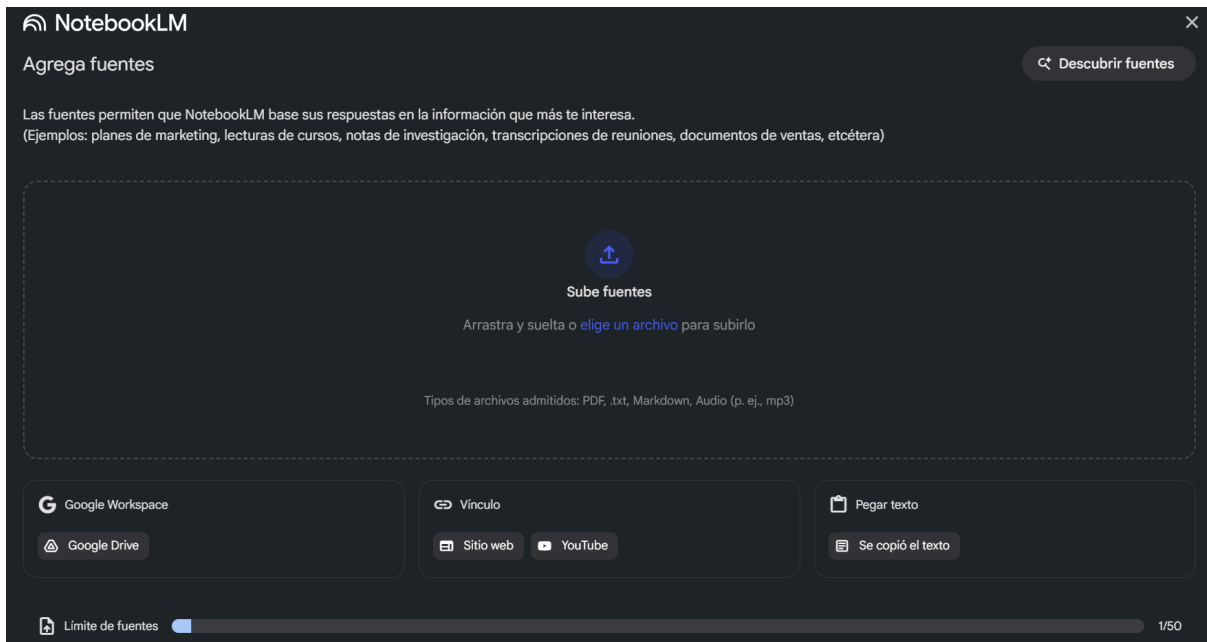 NotebookLM
Agrega fuentes
Descubrir fuentes
Las fuentes permiten que NotebookLM base sus respuestas en la información que más te interesa.
(Ejemplos: planes de marketing, lecturas de cursos, notas de investigación, transcripciones de reuniones, documentos de ventas, etcétera)
Sube fuentes
Arrastra y suelta o elige un archivo para subirlo
Tipos de archivos admitidos: PDF, .txt, Markdown, Audio (p. ej., mp3)
Google Workspace
Google Drive
Vínculo
Sitio web
YouTube
Pegar texto
Se copió el texto
Límite de fuentes
1/50